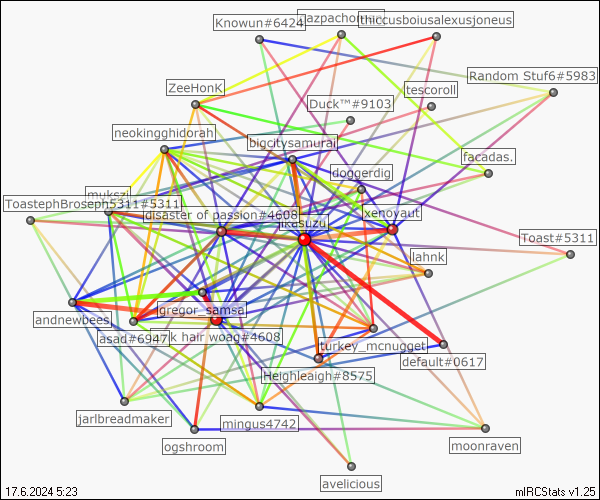 Knowun#6424
azpachon
thiccusboiusalexusjoneus
Random Stuf6#5983
ZeeHonK
tescoroll
Duck™#9103
neokingghidorah
bigcitysamurai
facadas.
doggerdig
mukszi
ToastephBroseph5311#5311
disaster of passion#4608
ikasuzu
xenoyaut
Toast#5311
lahnk
gregor_samsa
andnewbees
asad#6947
k hair woag#4608
turkey_mcnugget
default#0617
Heighleaigh#8575
jarlbreadmaker
mingus4742
ogshroom
moonraven
avelicious
17.6.2024 5:23
mIRCStats v1.25